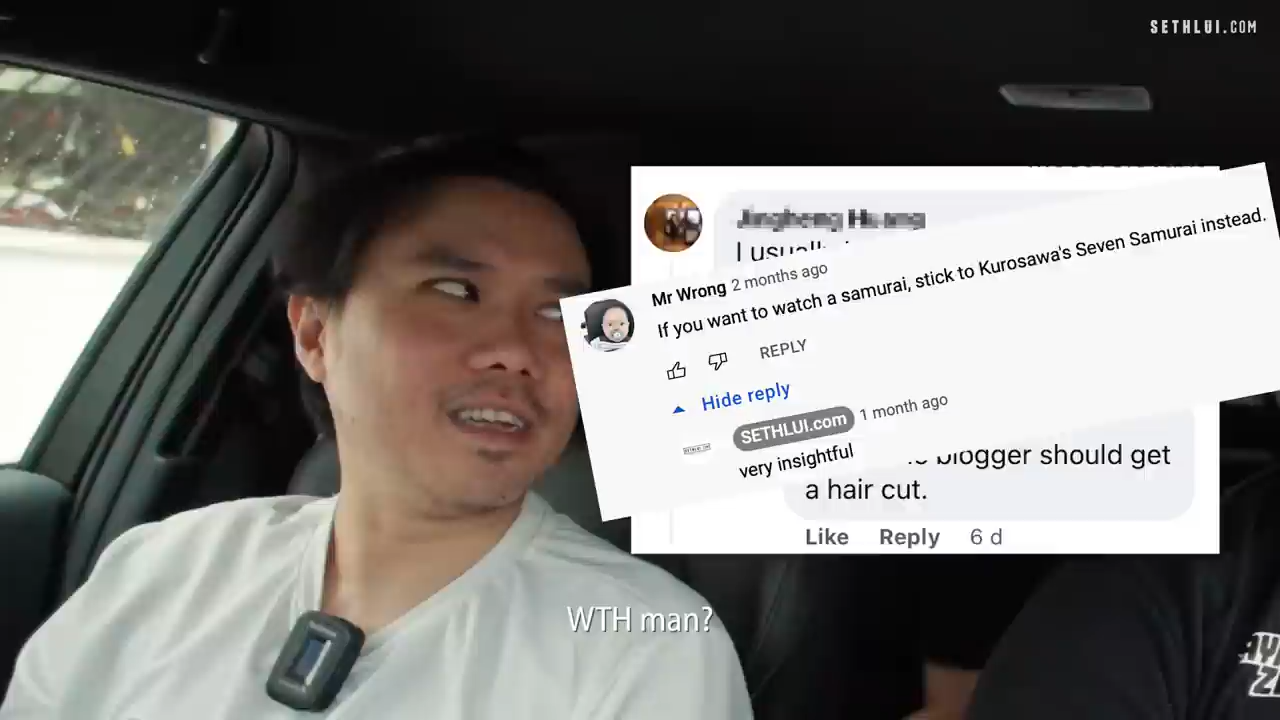 SETHLUI.COM
I usually
Mr Wrong 2 months ago
If you want to watch a samurai, stick to Kurosawa's Seven Samurai instead.
REPLY
Hide reply
SETHLUI.com 1 month ago
very insightful
blogger should get
a hair cut.
Like Reply 6 d
WTH man?